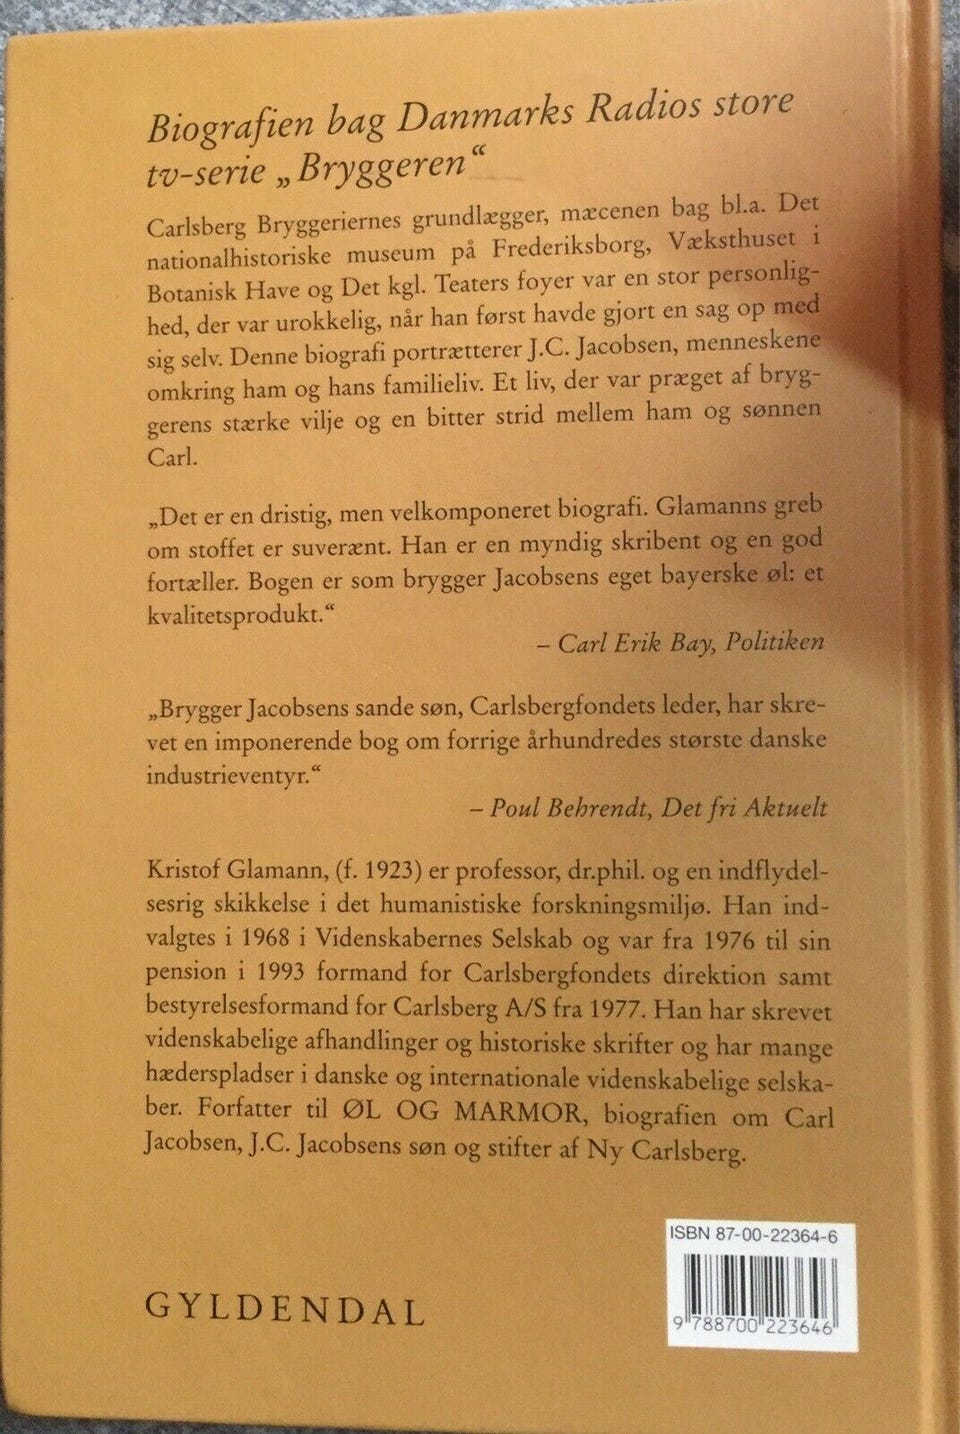 Biografien bag Danmarks Radios store
tv-serie „Bryggeren“
Carlsberg Bryggeriernes grundlægger, mæcenen bag bl.a. Det
nationalhistoriske museum på Frederiksborg, Væksthuset i
Botanisk Have og Det kgl. Teaters foyer var en stor personlig-
hed, der var urokkelig, når han først havde gjort en sag op med
sig selv. Denne biografi portrætterer J.C. Jacobsen, menneskene
omkring ham og hans familieliv. Et liv, der var præget af bryg-
gerens stærke vilje og en bitter strid mellem ham og sønnen
Carl.
„Det er en dristig, men velkomponeret biografi. Glamanns greb
om stoffet er suverænt. Han er en myndig skribent og en god
fortæller. Bogen er som brygger Jacobsens eget bayerske øl: et
kvalitetsprodukt.“
– Carl Erik Bay, Politiken
„Brygger Jacobsens sande søn, Carlsbergfondets leder, har skre-
vet en imponerende bog om forrige århundredes største danske
industrieventyr.“
– Poul Behrendt, Det fri Aktuelt
Kristof Glamann, (f. 1923) er professor, dr.phil. og en indflydel-
sesrig skikkelse i det humanistiske forskningsmiljø. Han ind-
valgtes i 1968 i Videnskabernes Selskab og var fra 1976 til sin
pension i 1993 formand for Carlsbergfondets direktion samt
bestyrelsesformand for Carlsberg A/S fra 1977. Han har skrevet
videnskabelige afhandlinger og historiske skrifter og har mange
hæderspladser i danske og internationale videnskabelige selska-
ber. Forfatter til ØL OG MARMOR, biografien om Carl
Jacobsen, J.C. Jacobsens søn og stifter af Ny Carlsberg.
ISBN 87-00-22364-6
9 788700 223646
GYLDENDAL